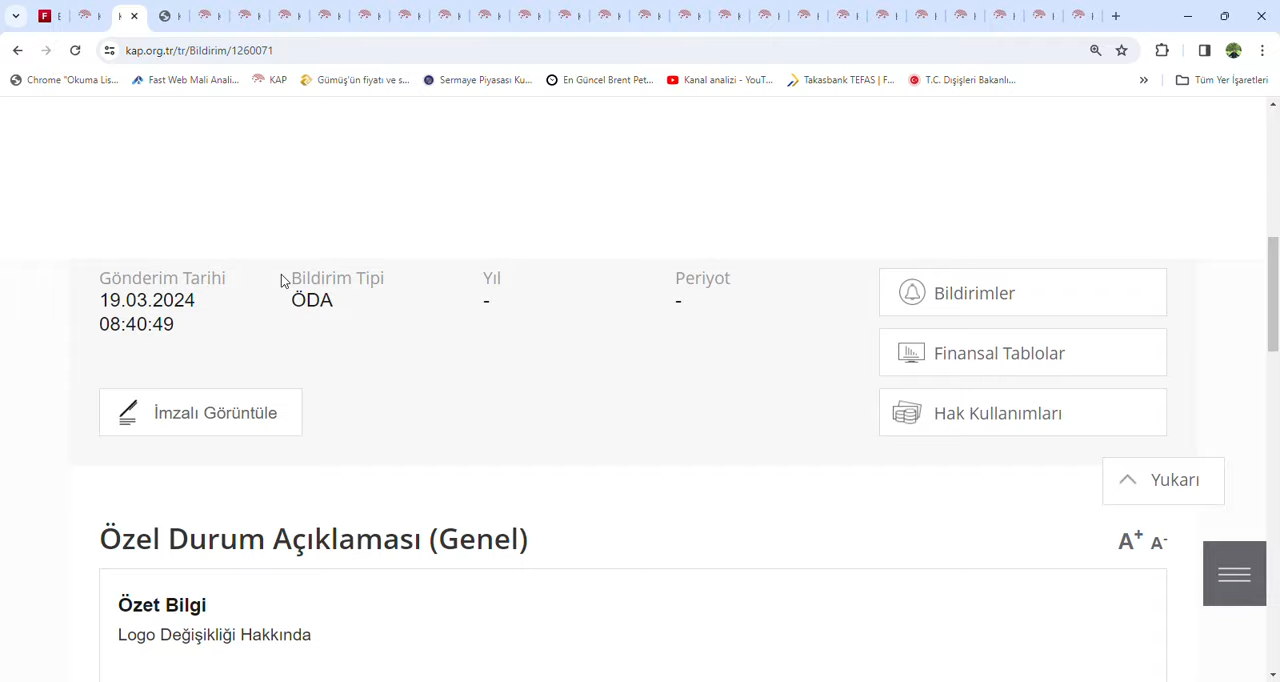 kap.org.tr/tr/Bildirim/1260071
Chrome "Okuma Lis...
Fast Web Mali Anali...
KAP
Gümüş'ün fiyatı ve s...
Sermaye Piyasası Ku...
En Güncel Brent Pet...
Kanal analizi - YouT...
Takasbank TEFAS | F...
T.C. Dışişleri Bakanlı...
Tüm Yer İşaretleri
Gönderim Tarihi
19.03.2024
08:40:49
Bildirim Tipi
ÖDA
Yıl
-
Periyot
-
Bildirimler
Finansal Tablolar
Hak Kullanımları
İmzalı Görüntüle
Yukarı
Özel Durum Açıklaması (Genel)
A+ A-
Özet Bilgi
Logo Değişikliği Hakkında